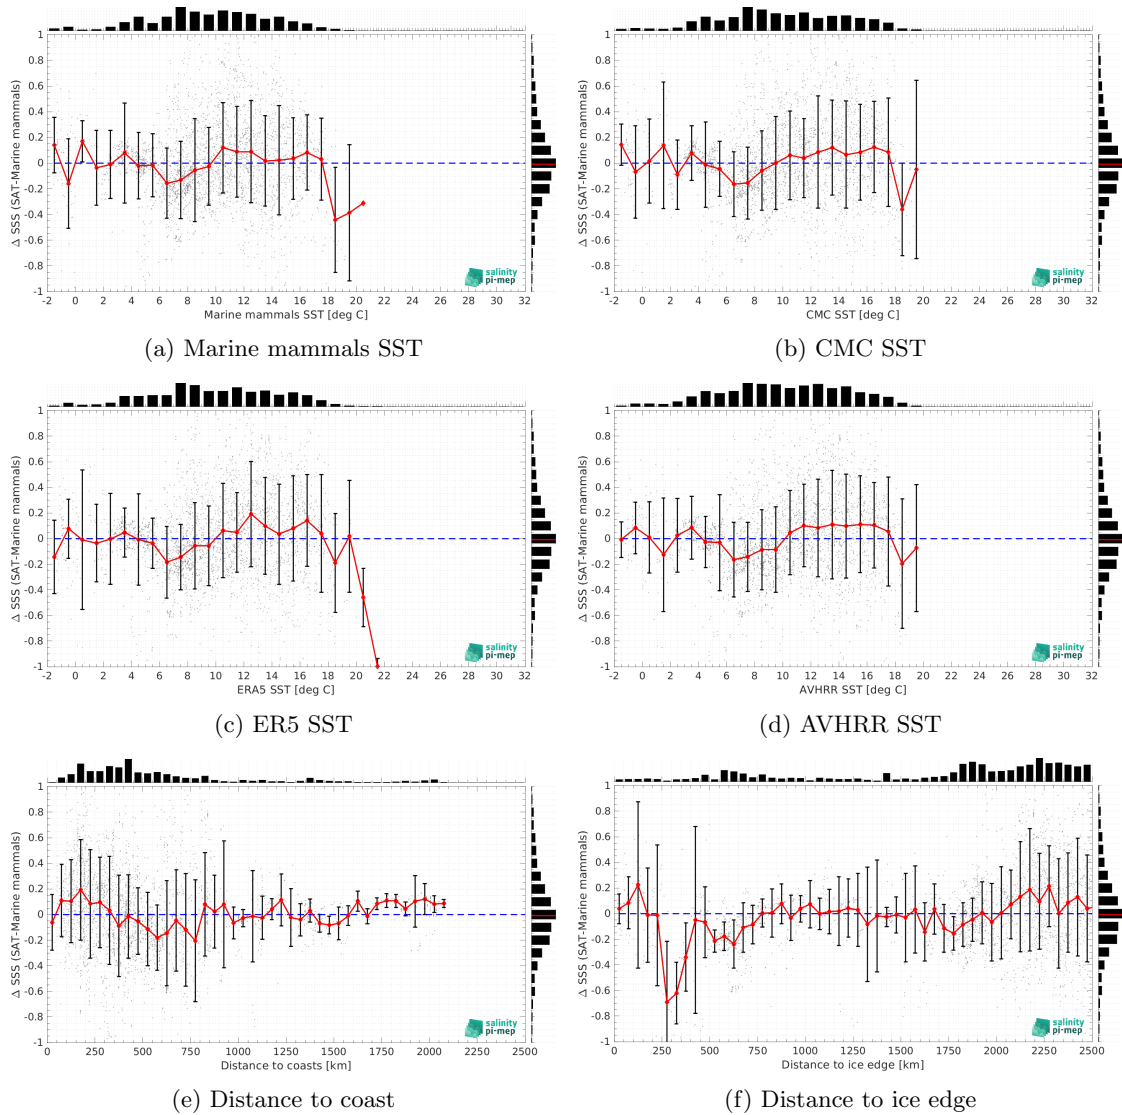 1
0.8
0.6
0.4
0.2
0
-0.2
-0.4
-0.6
-0.8
-1
Δ SSS (SAT-Marine mammals)
salinity
pi-mep
-2 0 2 4 6 8 10 12 14 16 18 20 22 24 26 28 30 32
Marine mammals SST [deg C]
(a) Marine mammals SST
1
0.8
0.6
0.4
0.2
0
-0.2
-0.4
-0.6
-0.8
-1
Δ SSS (SAT-Marine mammals)
salinity
pi-mep
-2 0 2 4 6 8 10 12 14 16 18 20 22 24 26 28 30 32
CMC SST [deg C]
(b) CMC SST
1
0.8
0.6
0.4
0.2
0
-0.2
-0.4
-0.6
-0.8
-1
Δ SSS (SAT-Marine mammals)
salinity
pi-mep
-2 0 2 4 6 8 10 12 14 16 18 20 22 24 26 28 30 32
ERA5 SST [deg C]
(c) ER5 SST
1
0.8
0.6
0.4
0.2
0
-0.2
-0.4
-0.6
-0.8
-1
Δ SSS (SAT-Marine mammals)
salinity
pi-mep
-2 0 2 4 6 8 10 12 14 16 18 20 22 24 26 28 30 32
AVHRR SST [deg C]
(d) AVHRR SST
1
0.8
0.6
0.4
0.2
0
-0.2
-0.4
-0.6
-0.8
-1
Δ SSS (SAT-Marine mammals)
salinity
pi-mep
0 250 500 750 1000 1250 1500 1750 2000 2250 2500
Distance to coasts [km]
(e) Distance to coast
1
0.8
0.6
0.4
0.2
0
-0.2
-0.4
-0.6
-0.8
-1
Δ SSS (SAT-Marine mammals)
salinity
pi-mep
0 250 500 750 1000 1250 1500 1750 2000 2250 2500
Distance to ice edge [km]
(f) Distance to ice edge